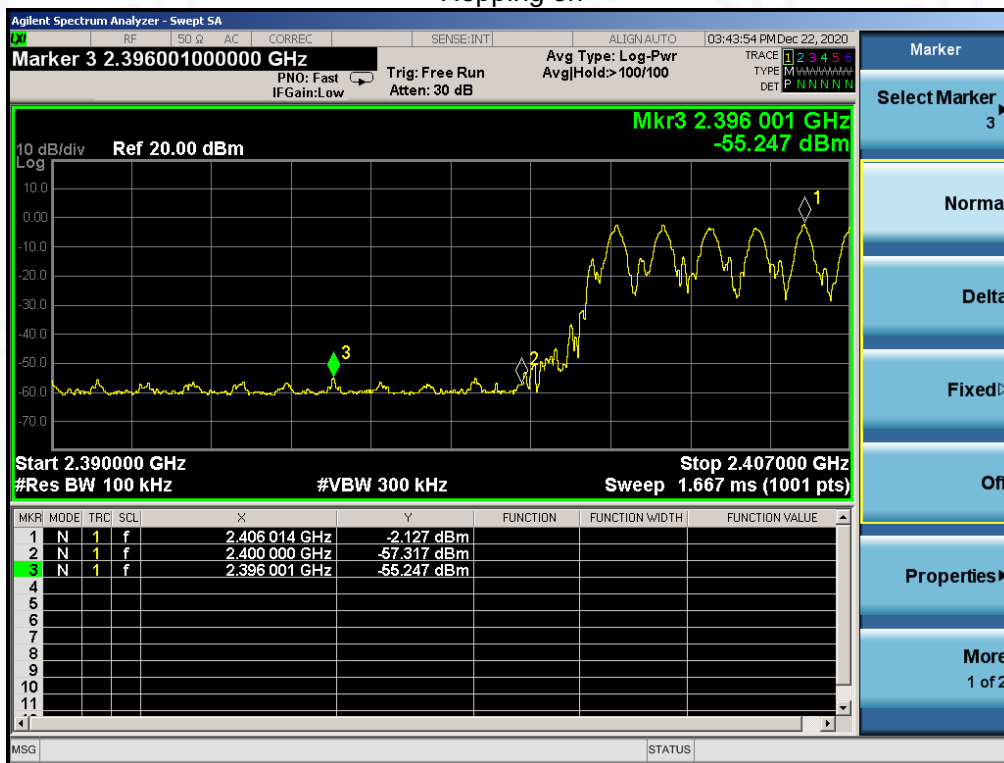 Hopping on
Agilent Spectrum Analyzer - Swept SA
LXI RF 50 Ω AC CORREC SENSE:INT ALIGN AUTO 03:43:54 PM Dec 22, 2020
Marker 3 2.396001000000 GHz
PNO: Fast
IFGain:Low
Trig: Free Run
Atten: 30 dB
Avg Type: Log-Pwr
Avg|Hold:>100/100
TRACE 1 2 3 4 5 6
TYPE M W W W W W
DET P N N N N N
Mkr3 2.396 001 GHz
-55.247 dBm
10 dB/div Ref 20.00 dBm
Log
10.0
0.00
-10.0
-20.0
-30.0
-40.0
-50.0
-60.0
-70.0
1
2
3
Start 2.390000 GHz Stop 2.407000 GHz
#Res BW 100 kHz #VBW 300 kHz Sweep 1.667 ms (1001 pts)
MKR MODE TRC SCL X Y FUNCTION FUNCTION WIDTH FUNCTION VALUE
1 N 1 f 2.406 014 GHz -2.127 dBm
2 N 1 f 2.400 000 GHz -57.317 dBm
3 N 1 f 2.396 001 GHz -55.247 dBm
4
5
6
7
8
9
10
11
MSG STATUS
Marker
Select Marker
3
Norma
Delta
Fixed
Off
Properties
More
1 of 2